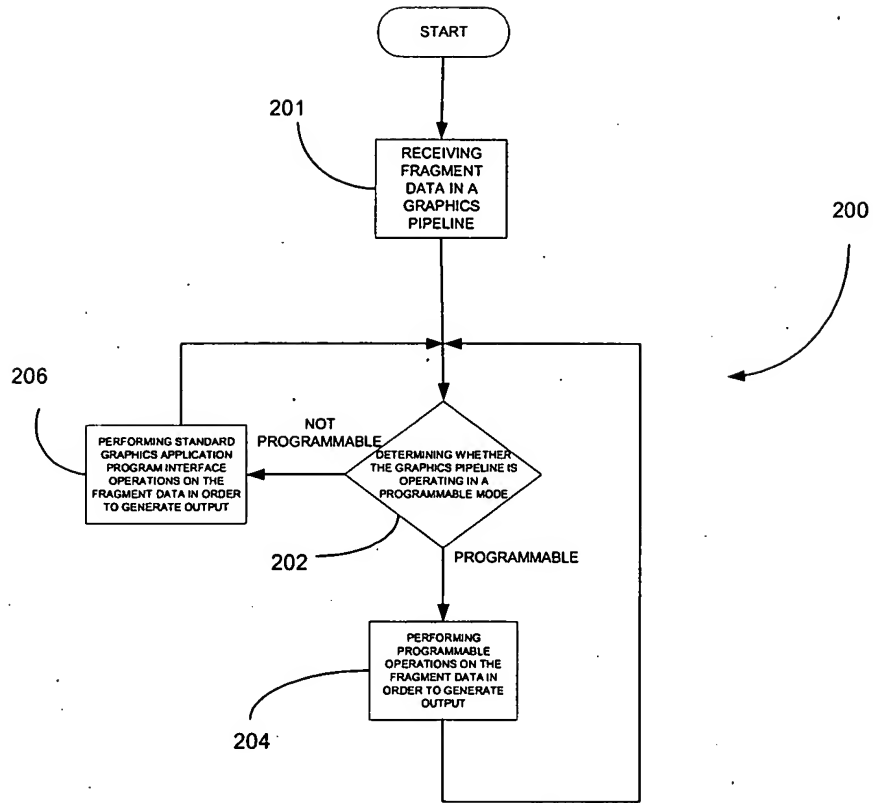 START
201
RECEIVING
FRAGMENT
DATA IN A
GRAPHICS
PIPELINE
200
206
NOT
PROGRAMMABLE
PERFORMING STANDARD
GRAPHICS APPLICATION
PROGRAM INTERFACE
OPERATIONS ON THE
FRAGMENT DATA IN ORDER
TO GENERATE OUTPUT
DETERMINING WHETHER
THE GRAPHICS PIPELINE IS
OPERATING IN A
PROGRAMMABLE MODE
202
PROGRAMMABLE
PERFORMING
PROGRAMMABLE
OPERATIONS ON THE
FRAGMENT DATA IN
ORDER TO GENERATE
OUTPUT
204